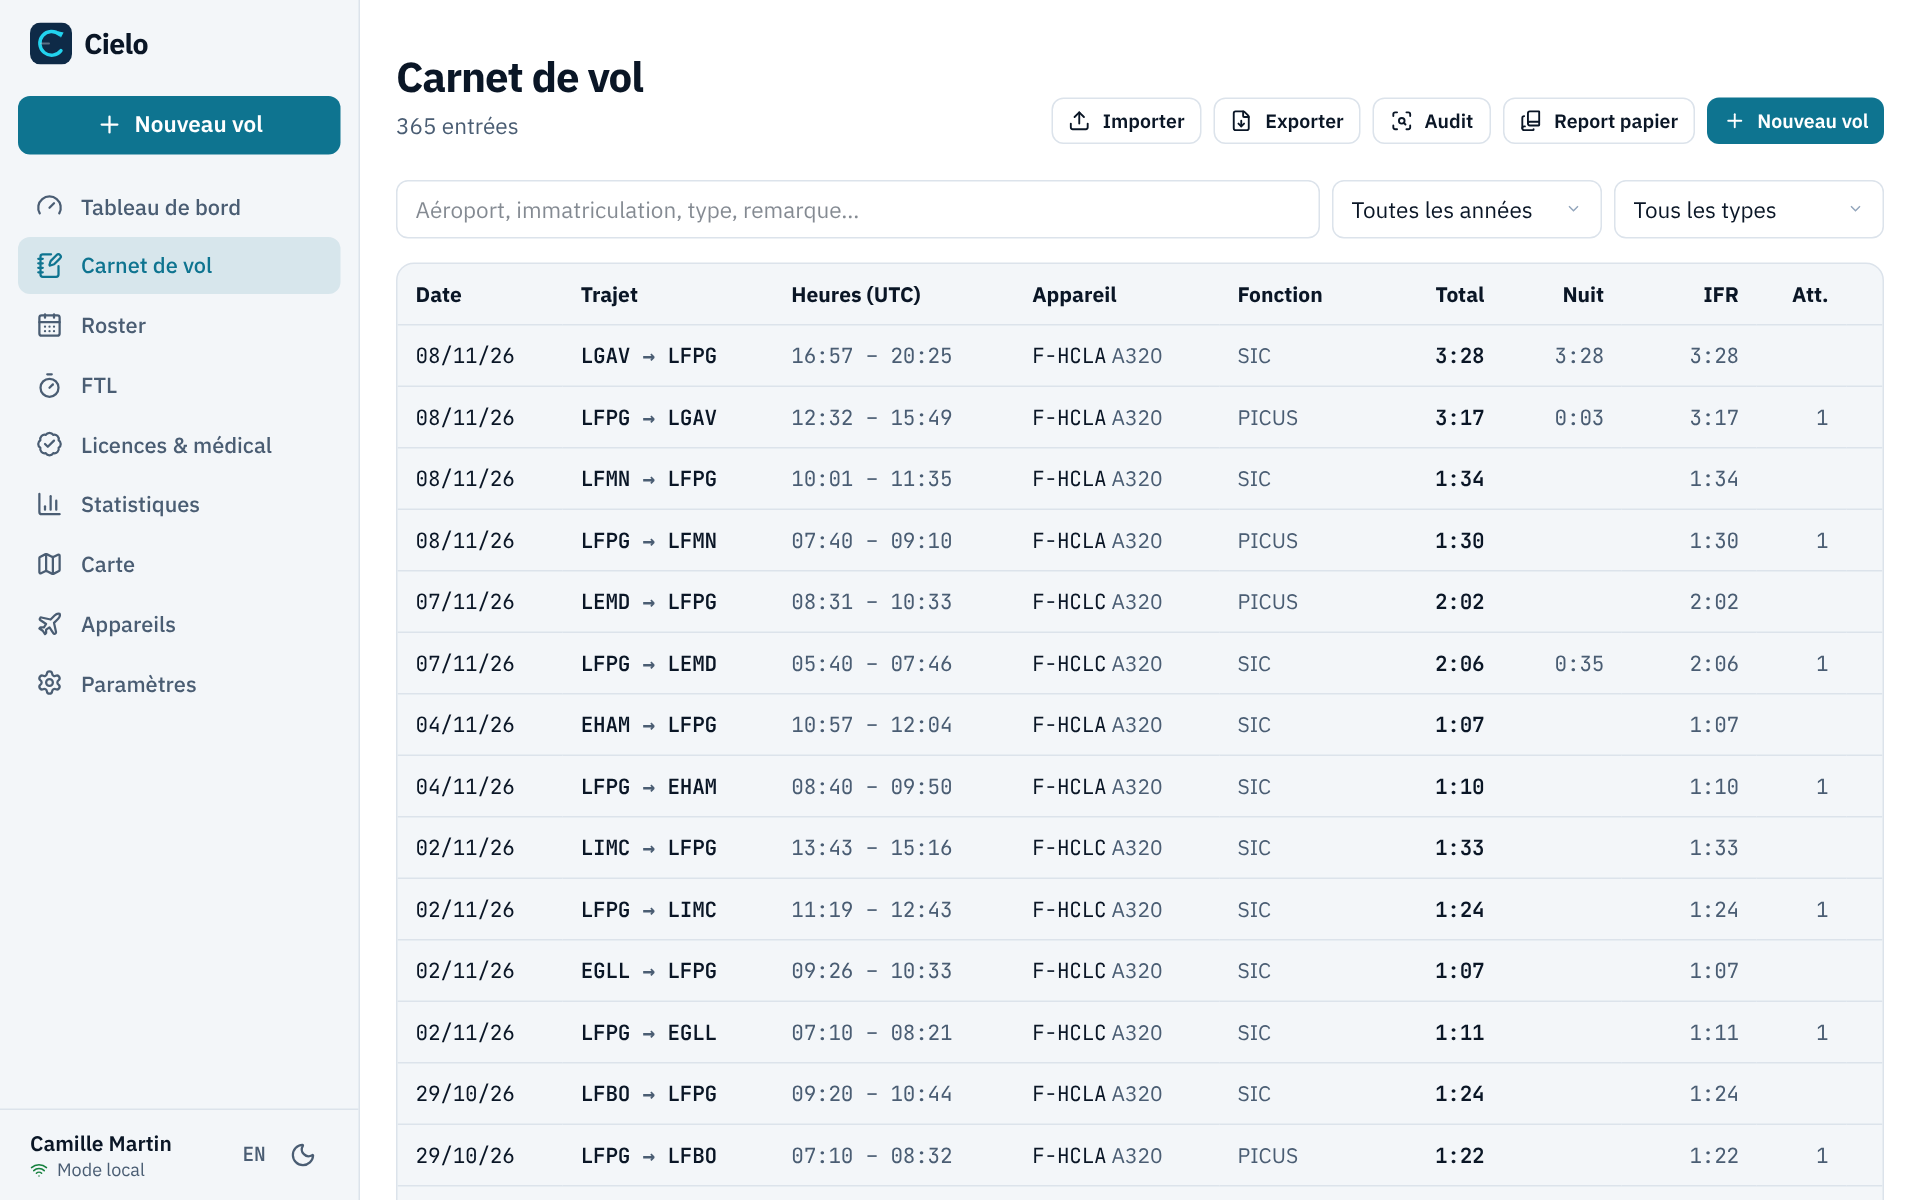 Cielo
Nouveau vol
Tableau de bord
Carnet de vol
Roster
FTL
Licences & médical
Statistiques
Carte
Appareils
Paramètres
Camille Martin
Mode local
EN
Carnet de vol
365 entrées
Importer
Exporter
Audit
Report papier
Nouveau vol
Aéroport, immatriculation, type, remarque...
Toutes les années
Tous les types
Date Trajet Heures (UTC) Appareil Fonction Total Nuit IFR Att.
08/11/26 LGAV → LFPG 16:57 – 20:25 F-HCLA A320 SIC 3:28 3:28 3:28
08/11/26 LFPG → LGAV 12:32 – 15:49 F-HCLA A320 PICUS 3:17 0:03 3:17 1
08/11/26 LFMN → LFPG 10:01 – 11:35 F-HCLA A320 SIC 1:34 1:34
08/11/26 LFPG → LFMN 07:40 – 09:10 F-HCLA A320 PICUS 1:30 1:30 1
07/11/26 LEMD → LFPG 08:31 – 10:33 F-HCLC A320 PICUS 2:02 2:02
07/11/26 LFPG → LEMD 05:40 – 07:46 F-HCLC A320 SIC 2:06 0:35 2:06 1
04/11/26 EHAM → LFPG 10:57 – 12:04 F-HCLA A320 SIC 1:07 1:07
04/11/26 LFPG → EHAM 08:40 – 09:50 F-HCLA A320 SIC 1:10 1:10 1
02/11/26 LIMC → LFPG 13:43 – 15:16 F-HCLC A320 SIC 1:33 1:33
02/11/26 LFPG → LIMC 11:19 – 12:43 F-HCLC A320 SIC 1:24 1:24 1
02/11/26 EGLL → LFPG 09:26 – 10:33 F-HCLC A320 SIC 1:07 1:07
02/11/26 LFPG → EGLL 07:10 – 08:21 F-HCLC A320 SIC 1:11 1:11 1
29/10/26 LFBO → LFPG 09:20 – 10:44 F-HCLA A320 SIC 1:24 1:24
29/10/26 LFPG → LFBO 07:10 – 08:32 F-HCLA A320 PICUS 1:22 1:22 1